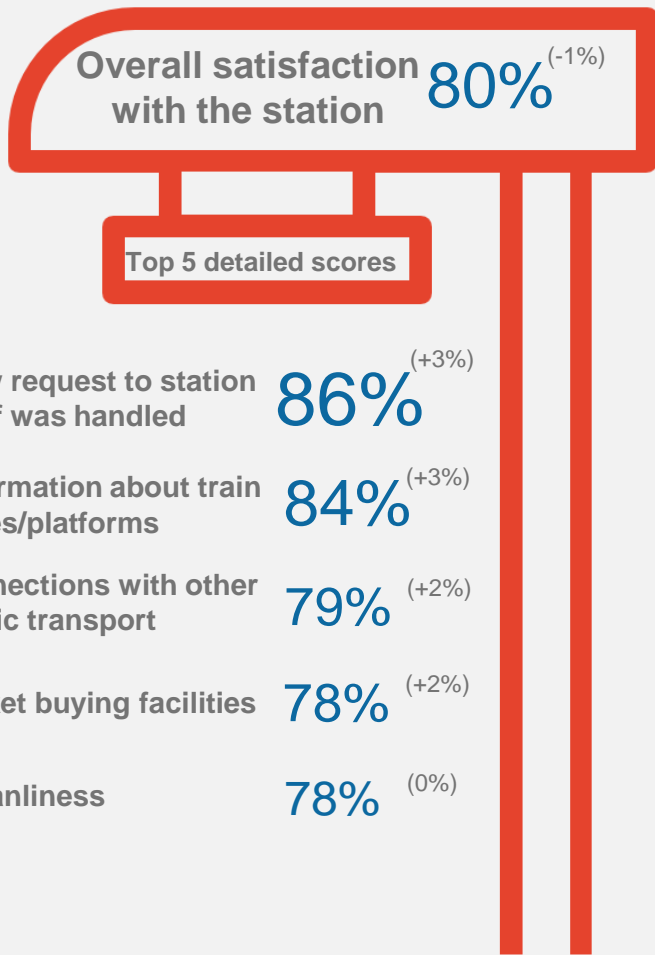 Overall satisfaction 80% (-1%)
with the station
Top 5 detailed scores
request to station 86% (+3%)
was handled
rmation about train 84% (+3%)
es/platforms
nections with other 79% (+2%)
ic transport
et buying facilities 78% (+2%)
anliness 78% (0%)